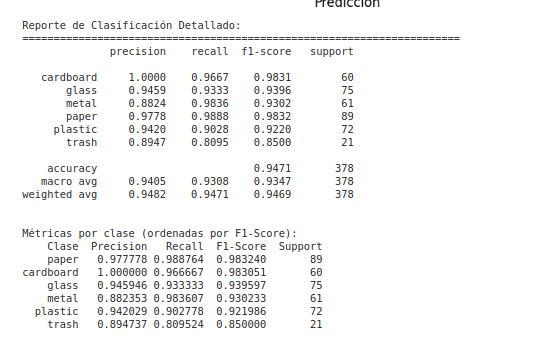 Predicción
Reporte de Clasificación Detallado:
======================================================================
precision recall f1-score support
cardboard 1.0000 0.9667 0.9831 60
glass 0.9459 0.9333 0.9396 75
metal 0.8824 0.9836 0.9302 61
paper 0.9778 0.9888 0.9832 89
plastic 0.9420 0.9028 0.9220 72
trash 0.8947 0.8095 0.8500 21
accuracy 0.9471 378
macro avg 0.9405 0.9308 0.9347 378
weighted avg 0.9482 0.9471 0.9469 378
Métricas por clase (ordenadas por F1-Score):
Clase Precision Recall F1-Score Support
paper 0.977778 0.988764 0.983240 89
cardboard 1.000000 0.966667 0.983051 60
glass 0.945946 0.933333 0.939597 75
metal 0.882353 0.983607 0.930233 61
plastic 0.942029 0.902778 0.921986 72
trash 0.894737 0.809524 0.850000 21